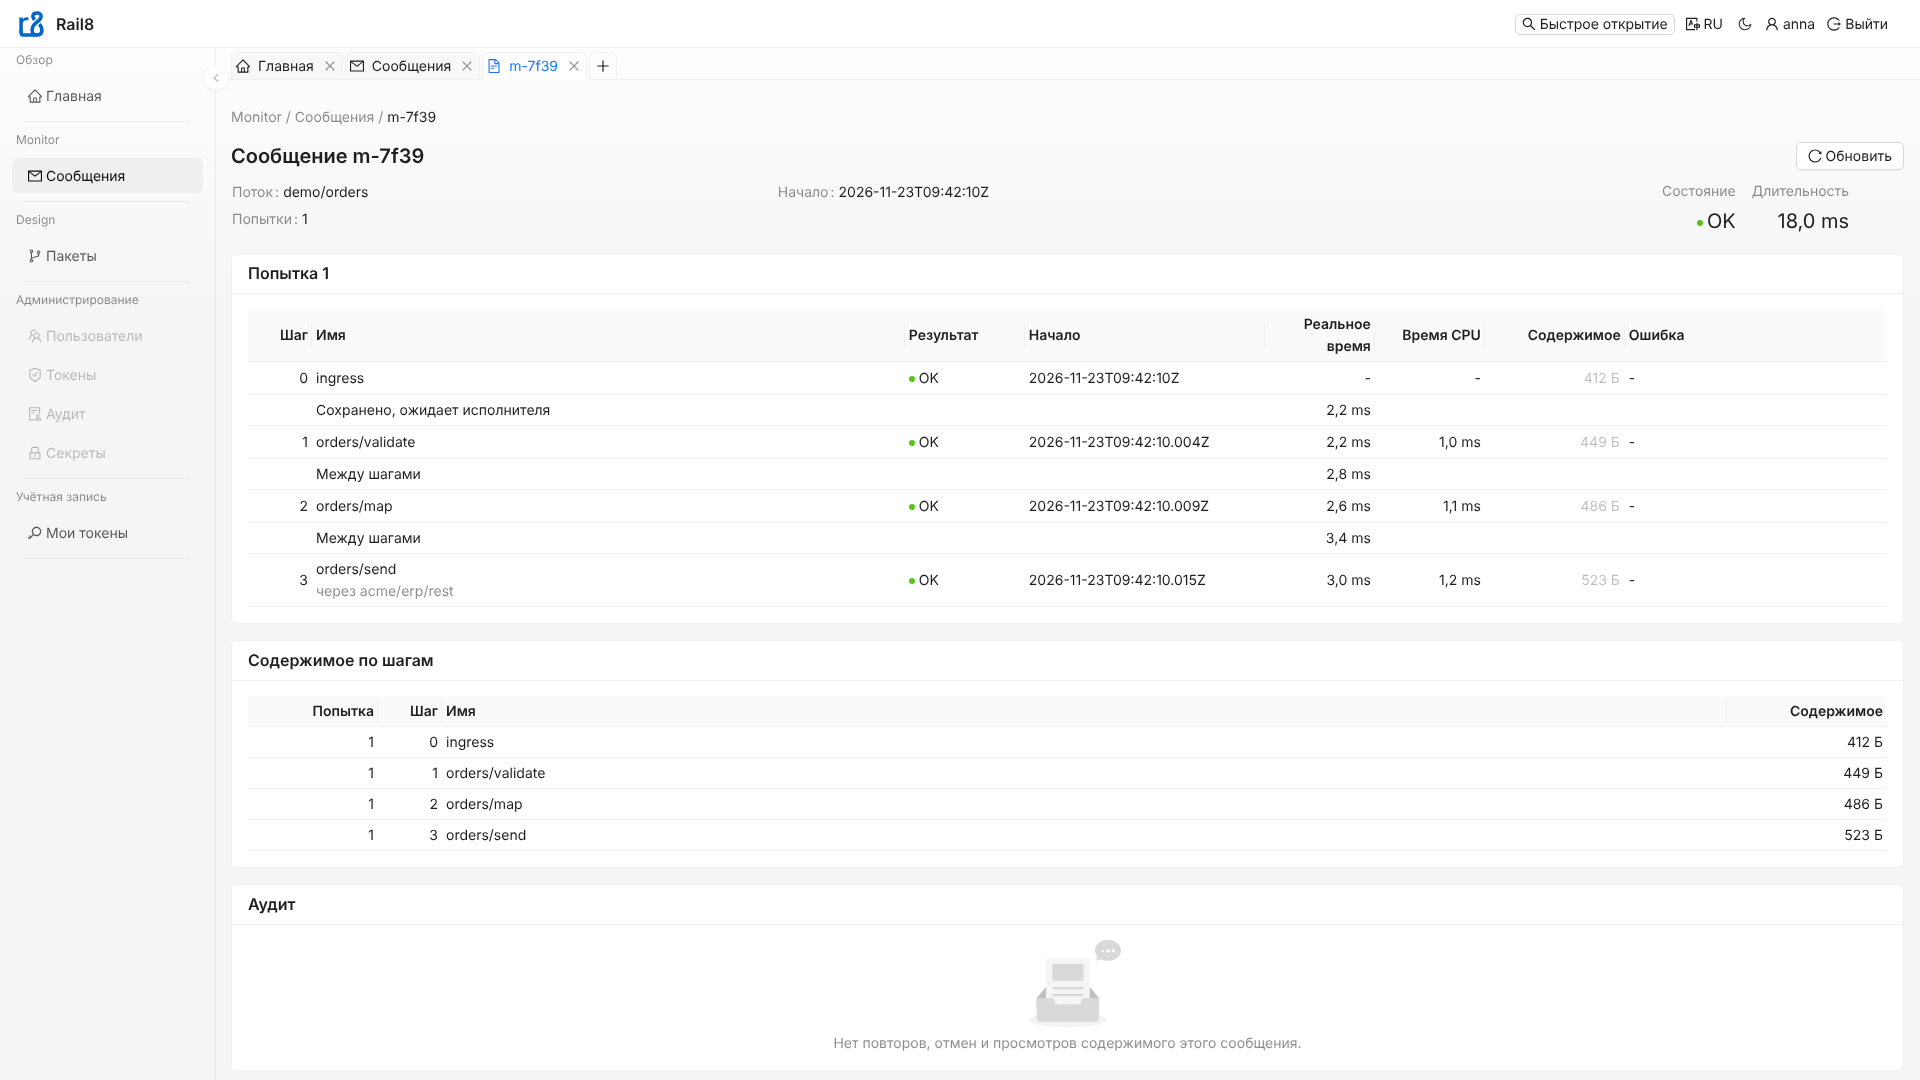 Rail8
Быстрое открытие
RU
anna
Выйти
Обзор
Главная
Monitor
Сообщения
Design
Пакеты
Администрирование
Пользователи
Токены
Аудит
Секреты
Учётная запись
Мои токены
Главная
Сообщения
m-7f39
Monitor / Сообщения / m-7f39
Сообщение m-7f39
Обновить
Поток: demo/orders
Начало: 2026-11-23T09:42:10Z
Попытки: 1
Состояние
OK
Длительность
18,0 ms
Попытка 1
Шаг Имя Результат Начало Реальное время Время CPU Содержимое Ошибка
0 ingress OK 2026-11-23T09:42:10Z - - 412 Б -
Сохранено, ожидает исполнителя 2,2 ms
1 orders/validate OK 2026-11-23T09:42:10.004Z 2,2 ms 1,0 ms 449 Б -
Между шагами 2,8 ms
2 orders/map OK 2026-11-23T09:42:10.009Z 2,6 ms 1,1 ms 486 Б -
Между шагами 3,4 ms
3 orders/send OK 2026-11-23T09:42:10.015Z 3,0 ms 1,2 ms 523 Б -
через acme/erp/rest
Содержимое по шагам
Попытка Шаг Имя Содержимое
1 0 ingress 412 Б
1 1 orders/validate 449 Б
1 2 orders/map 486 Б
1 3 orders/send 523 Б
Аудит
Нет повторов, отмен и просмотров содержимого этого сообщения.